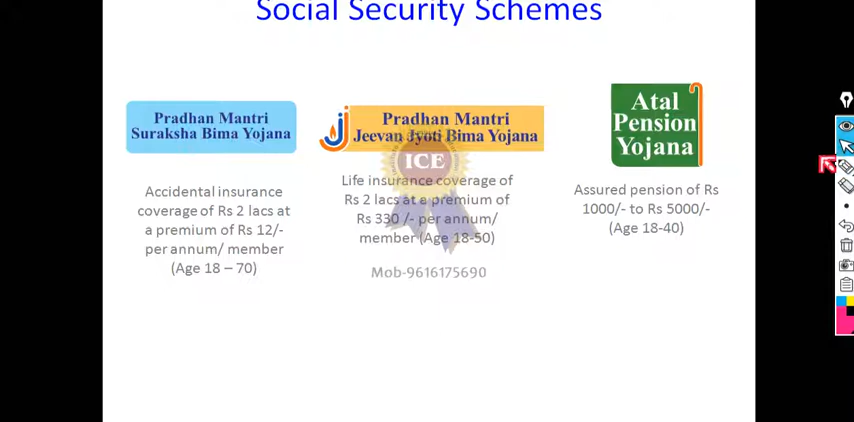 Social Security Schemes
Pradhan Mantri
Suraksha Bima Yojana
Accidental insurance
coverage of Rs 2 lacs at
a premium of Rs 12/-
per annum/ member
(Age 18 – 70)
Pradhan Mantri
Jeevan Jyoti Bima Yojana
ICE
Life insurance coverage of
Rs 2 lacs at a premium of
Rs 330 /- per annum/
member (Age 18-50)
Mob-9616175690
Atal
Pension
Yojana
Assured pension of Rs
1000/- to Rs 5000/-
(Age 18-40)